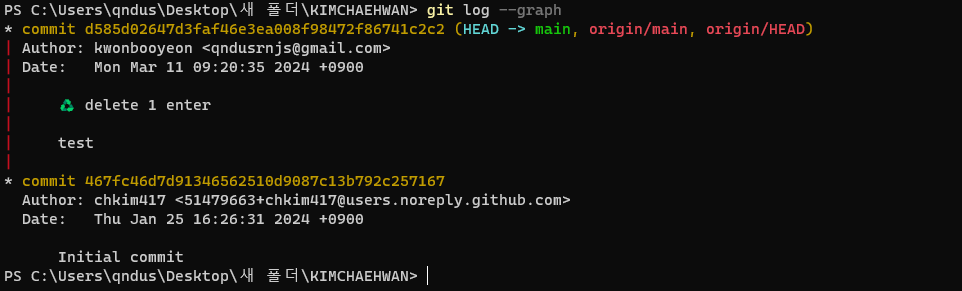 PS C:\Users\qndus\Desktop\새 폴더\KIMCHAEHWAN> git log --graph
* commit d585d02647d3faf46e3ea008f98472f86741c2c2 (HEAD -> main, origin/main, origin/HEAD)
| Author: kwonbooyeon <qndusrnjs@gmail.com>
| Date:   Mon Mar 11 09:20:35 2024 +0900
|
|     ♻️ delete 1 enter
|
|     test
|
* commit 467fc46d7d91346562510d9087c13b792c257167
  Author: chkim417 <51479663+chkim417@users.noreply.github.com>
  Date:   Thu Jan 25 16:26:31 2024 +0900

      Initial commit
PS C:\Users\qndus\Desktop\새 폴더\KIMCHAEHWAN>